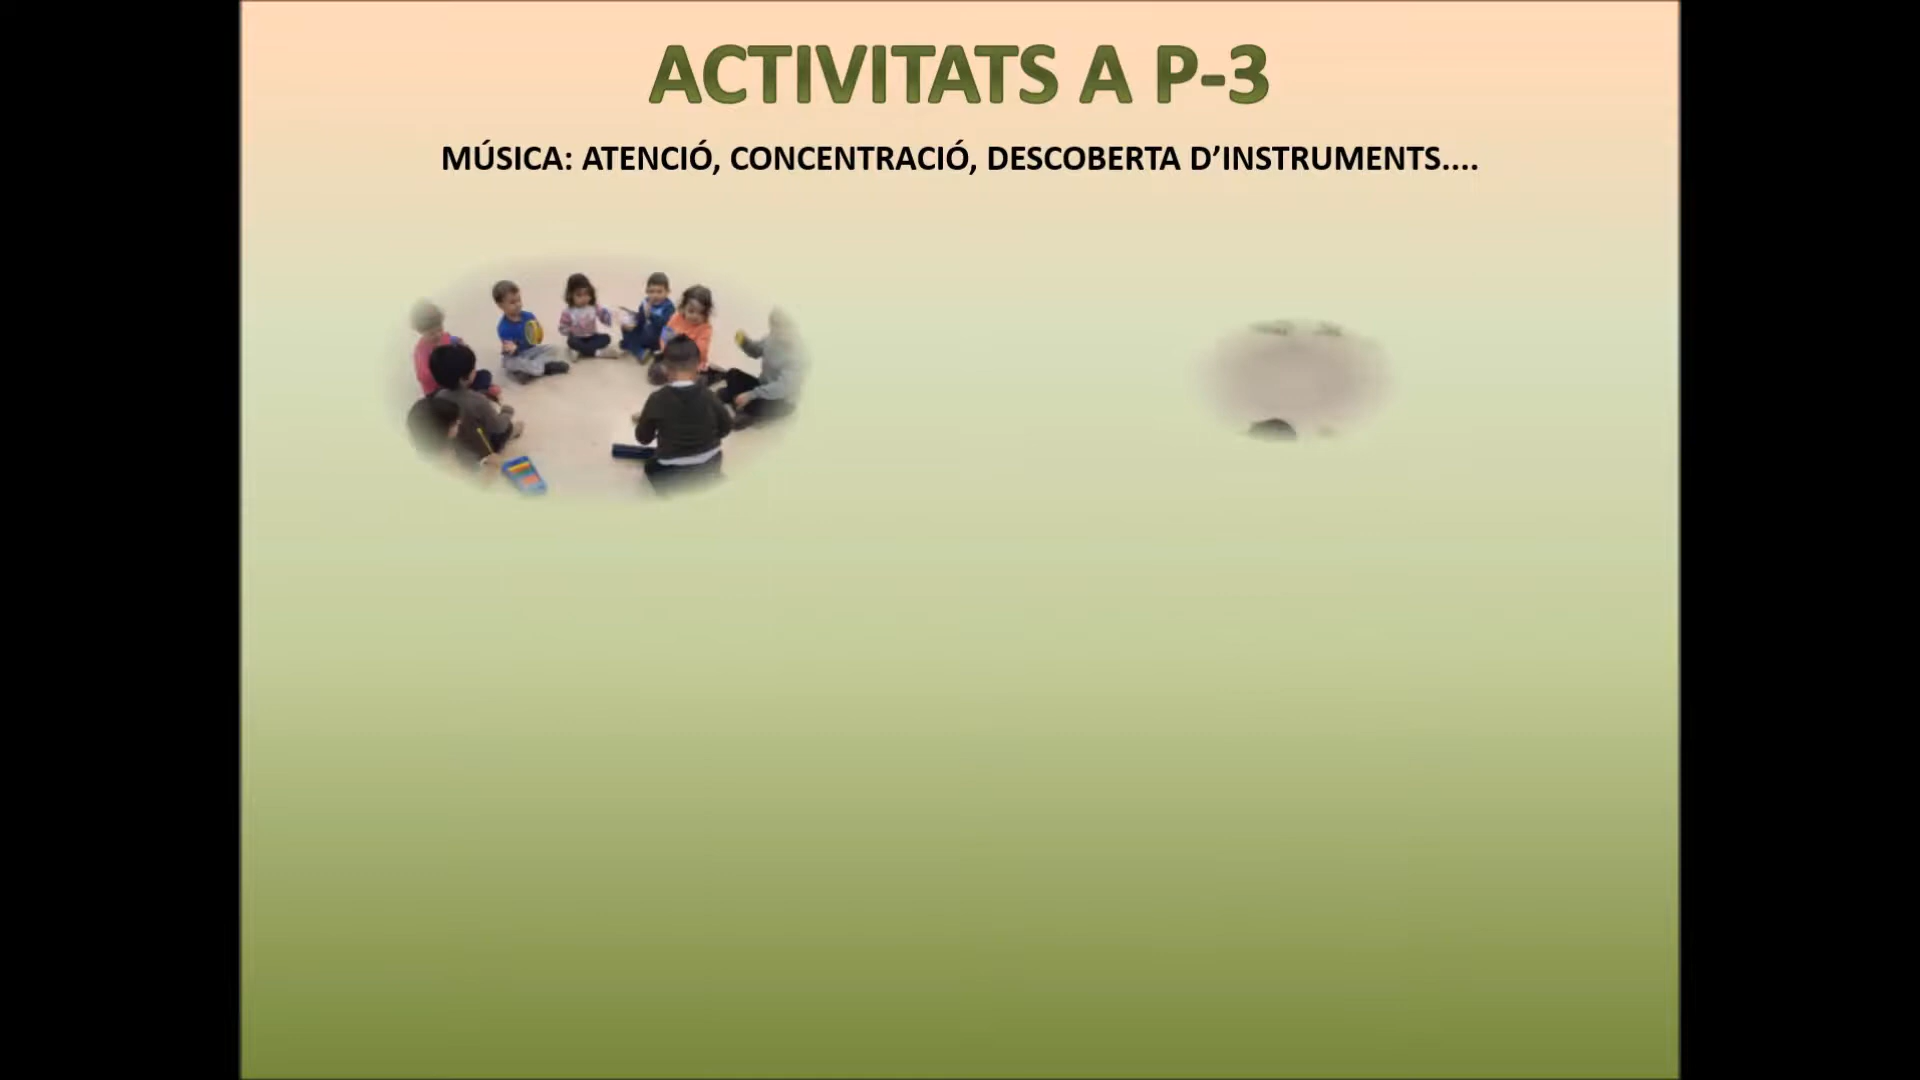 ACTIVITATS A P-3
MÚSICA: ATENCIÓ, CONCENTRACIÓ, DESCOBERTA D’INSTRUMENTS....